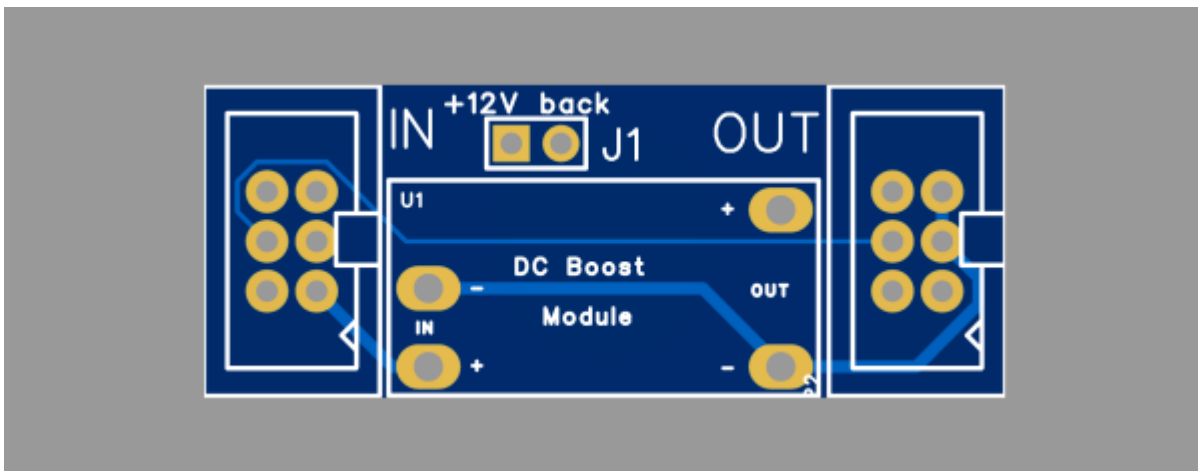 +12V back
IN
J1
OUT
U1
+
DC Boost
-
OUT
Module
IN
+
-